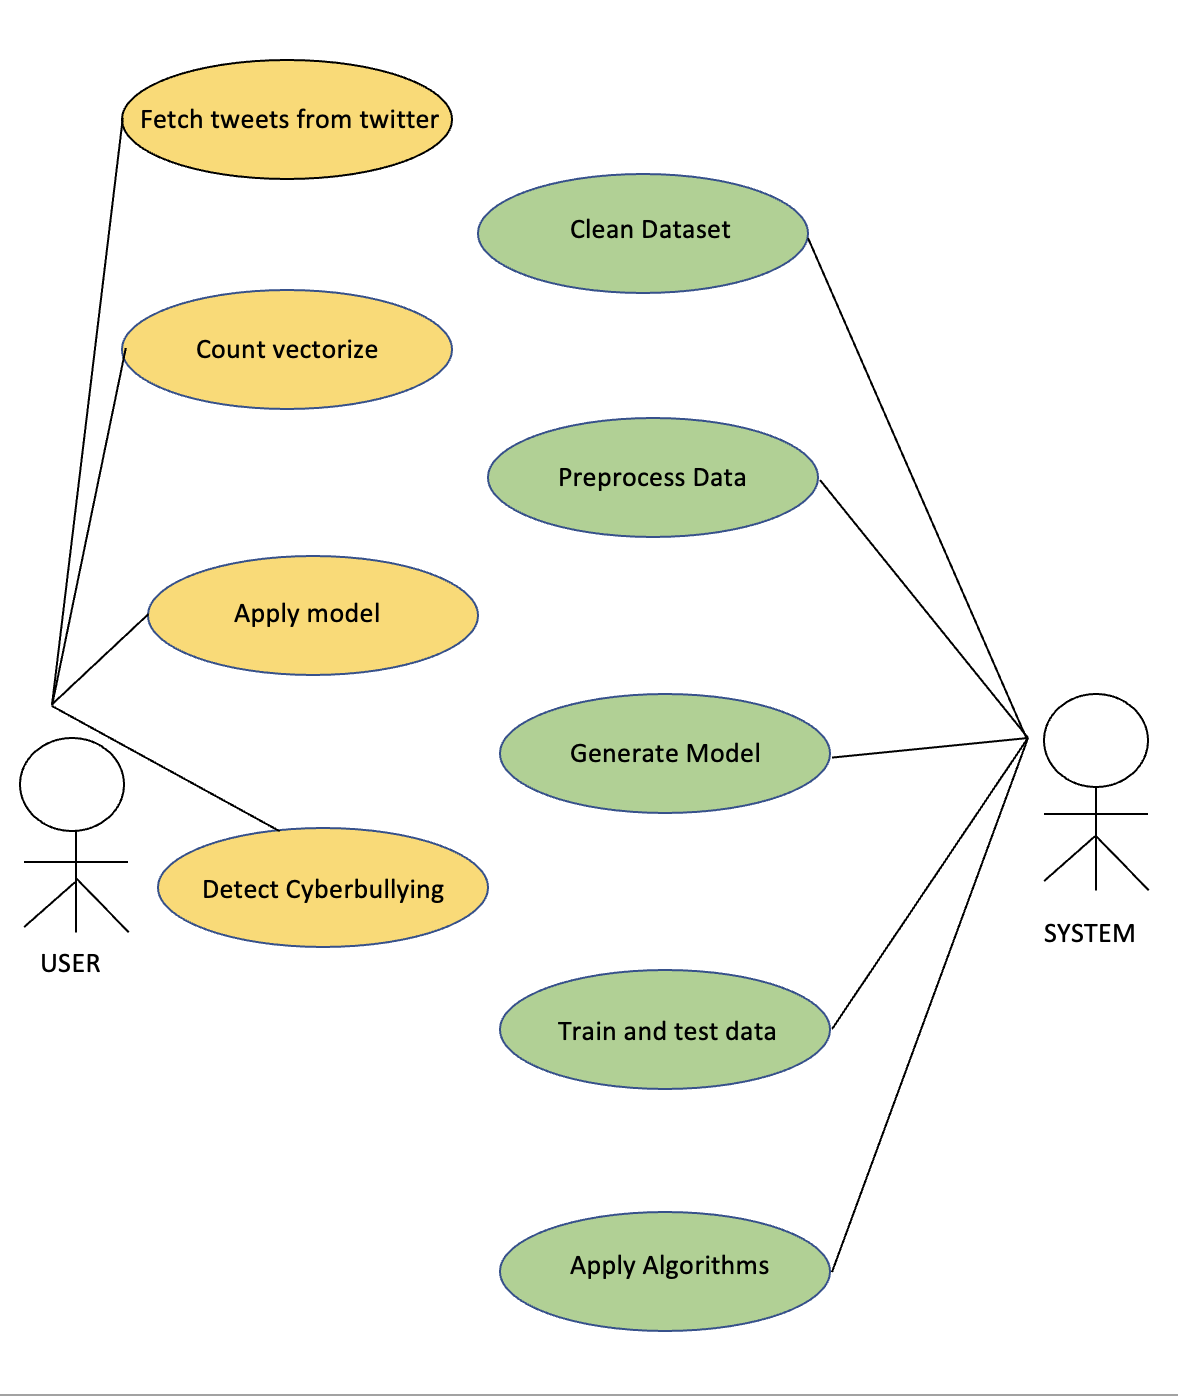 Fetch tweets from twitter
Clean Dataset
Count vectorize
Preprocess Data
Apply model
Generate Model
Detect Cyberbullying
USER
SYSTEM
Train and test data
Apply Algorithms